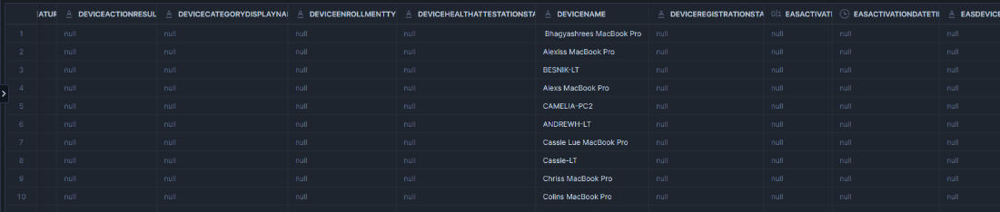 EATUR DEVICEACTIONRESUL DEVICECATEGORYDISPLAYNAI DEVICEENROLLMENTTY DEVICEHEALTHATTESTATIONSTA DEVICENAME DEVICEREGISTRATIONSTA EASACTIVATI EASACTIVATIONDATETI EASDEVICE
1 null null null null Bhagyashrees MacBook Pro null null null null
2 null null null null Alexiss MacBook Pro null null null null
3 null null null null BESNIK-LT null null null null
4 null null null null Alexs MacBook Pro null null null null
5 null null null null CAMELIA-PC2 null null null null
6 null null null null ANDREWH-LT null null null null
7 null null null null Cassie Lue MacBook Pro null null null null
8 null null null null Cassie-LT null null null null
9 null null null null Chriss MacBook Pro null null null null
10 null null null null Colins MacBook Pro null null null null